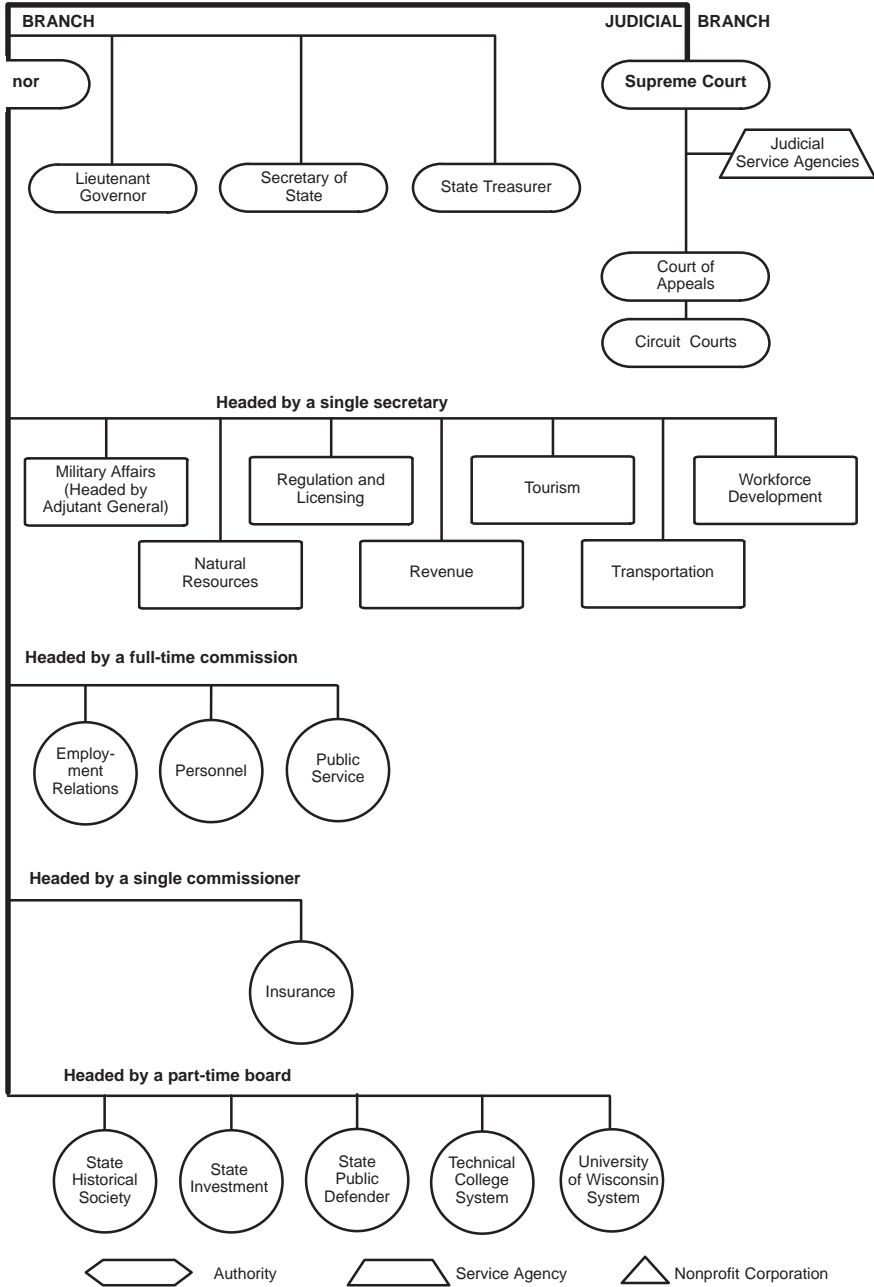 BRANCH
JUDICIAL BRANCH
nor
Supreme Court
Judicial
Service Agencies
Lieutenant
Governor
Secretary of
State
State Treasurer
Court of
Appeals
Circuit Courts
Headed by a single secretary
Military Affairs
(Headed by
Adjutant General)
Regulation and
Licensing
Tourism
Workforce
Development
Natural
Resources
Revenue
Transportation
Headed by a full-time commission
Employ-
ment
Relations
Personnel
Public
Service
Headed by a single commissioner
Insurance
Headed by a part-time board
State
Historical
Society
State
Investment
State
Public
Defender
Technical
College
System
University
of Wisconsin
System
Authority
Service Agency
Nonprofit Corporation